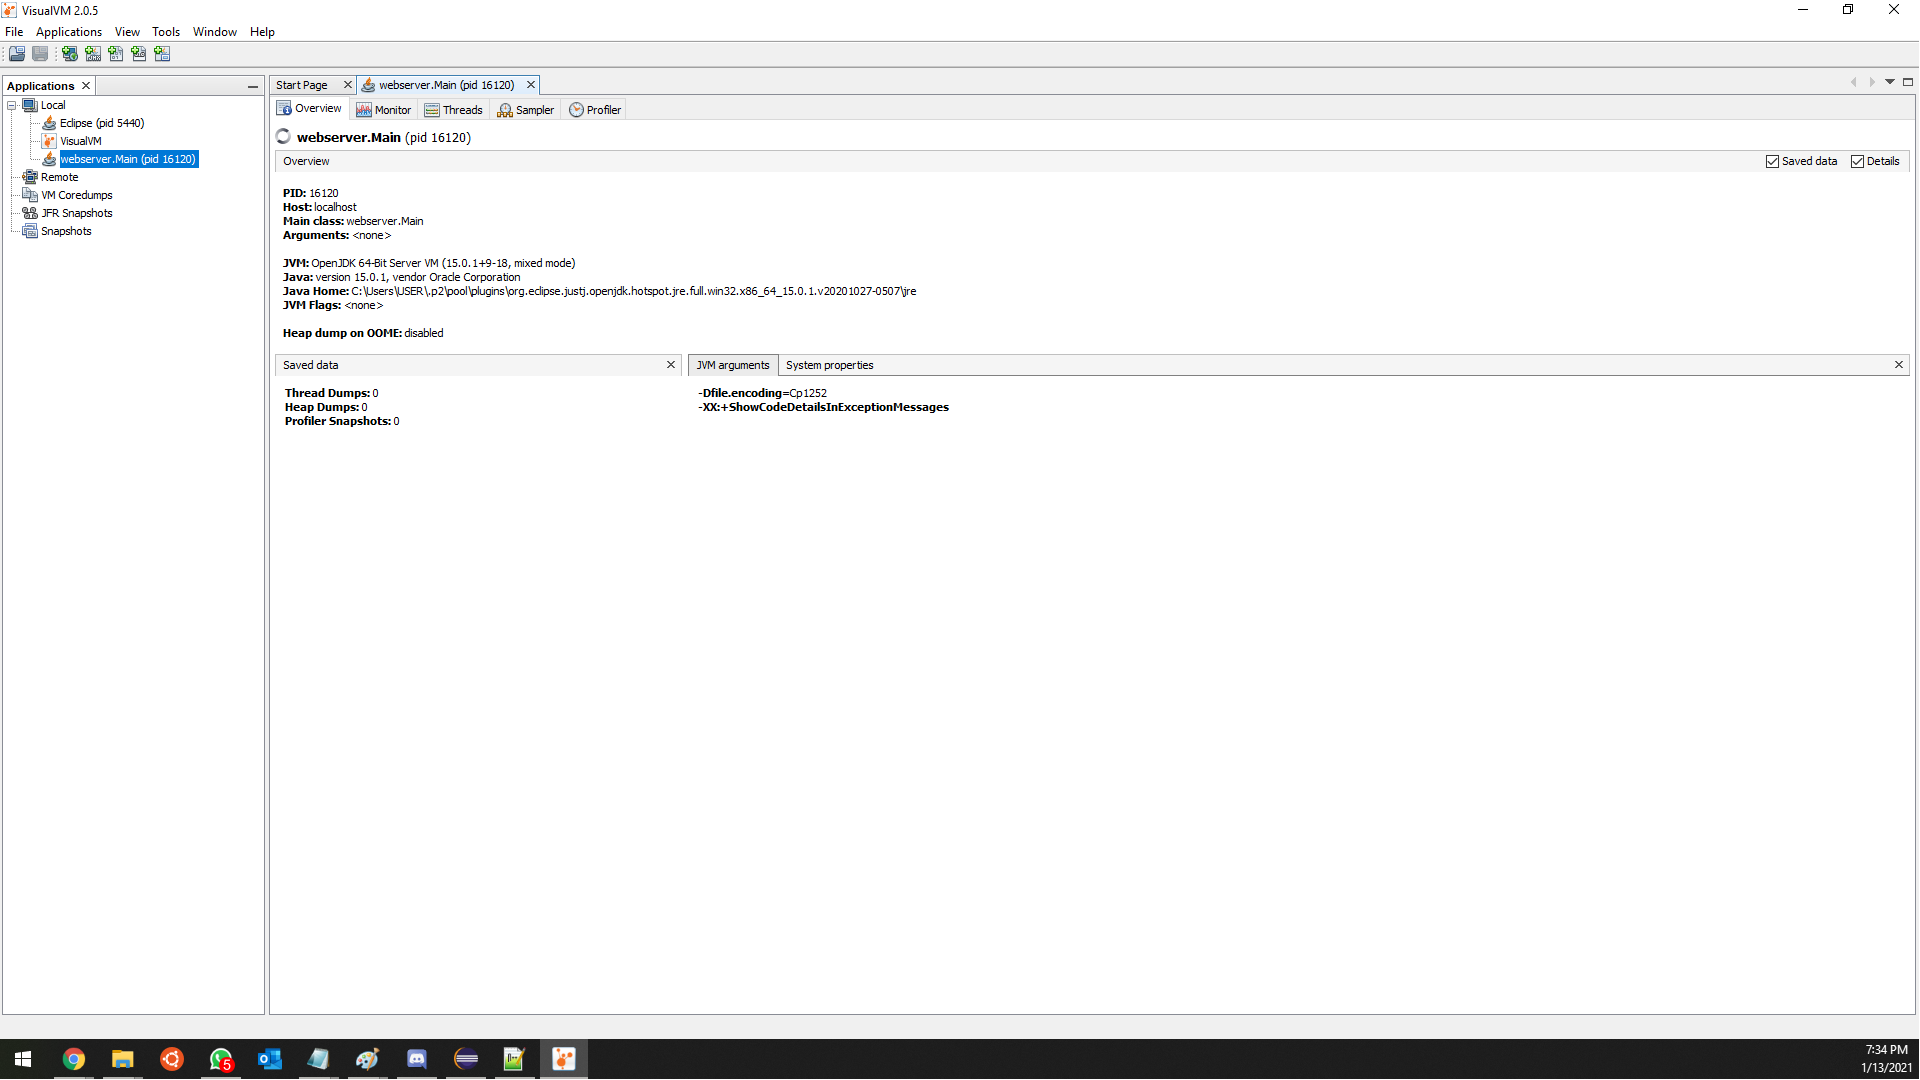 VisualVM 2.0.5
File Applications View Tools Window Help
Applications
Start Page webserver.Main (pid 16120)
Local
Eclipse (pid 5440)
VisualVM
webserver.Main (pid 16120)
Remote
VM Coredumps
JFR Snapshots
Snapshots
Overview Monitor Threads Sampler Profiler
webserver.Main (pid 16120)
Overview Saved data Details
PID: 16120
Host: localhost
Main class: webserver.Main
Arguments: <none>
JVM: OpenJDK 64-Bit Server VM (15.0.1+9-18, mixed mode)
Java: version 15.0.1, vendor Oracle Corporation
Java Home: C:\Users\USER\.p2\pool\plugins\org.eclipse.justj.openjdk.hotspot.jre.full.win32.x86_64_15.0.1.v20201027-0507\jre
JVM Flags: <none>
Heap dump on OOME: disabled
Saved data
Thread Dumps: 0
Heap Dumps: 0
Profiler Snapshots: 0
JVM arguments System properties
-Dfile.encoding=Cp1252
-XX:+ShowCodeDetailsInExceptionMessages
5
7:34 PM
1/13/2021